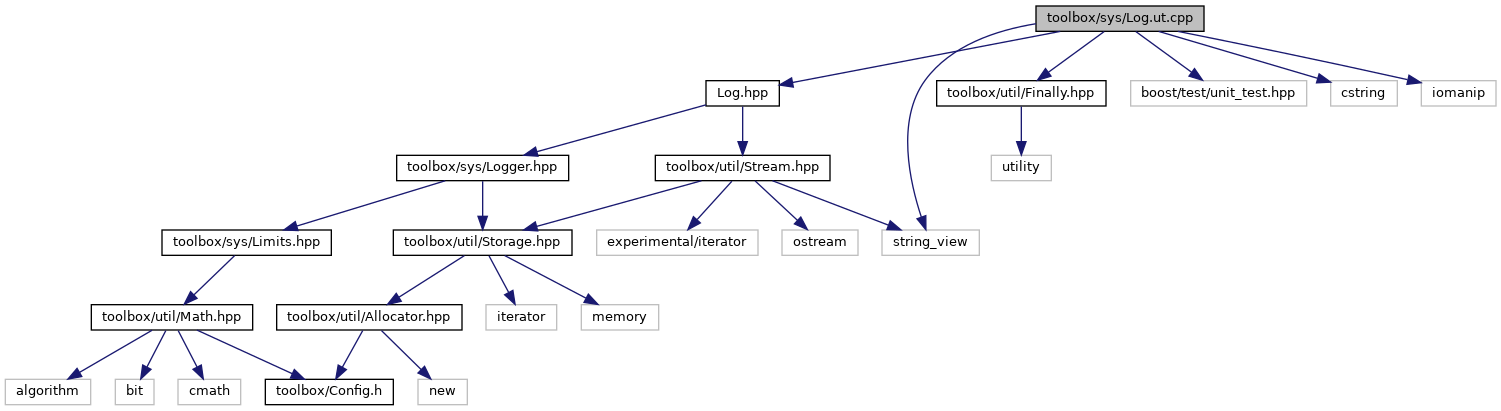 toolbox/sys/Log.ut.cpp
Log.hpp
toolbox/util/Finally.hpp
boost/test/unit_test.hpp
cstring
iomanip
toolbox/sys/Logger.hpp
toolbox/util/Stream.hpp
utility
toolbox/sys/Limits.hpp
toolbox/util/Storage.hpp
experimental/iterator
ostream
string_view
toolbox/util/Math.hpp
toolbox/util/Allocator.hpp
iterator
memory
algorithm
bit
cmath
toolbox/Config.h
new